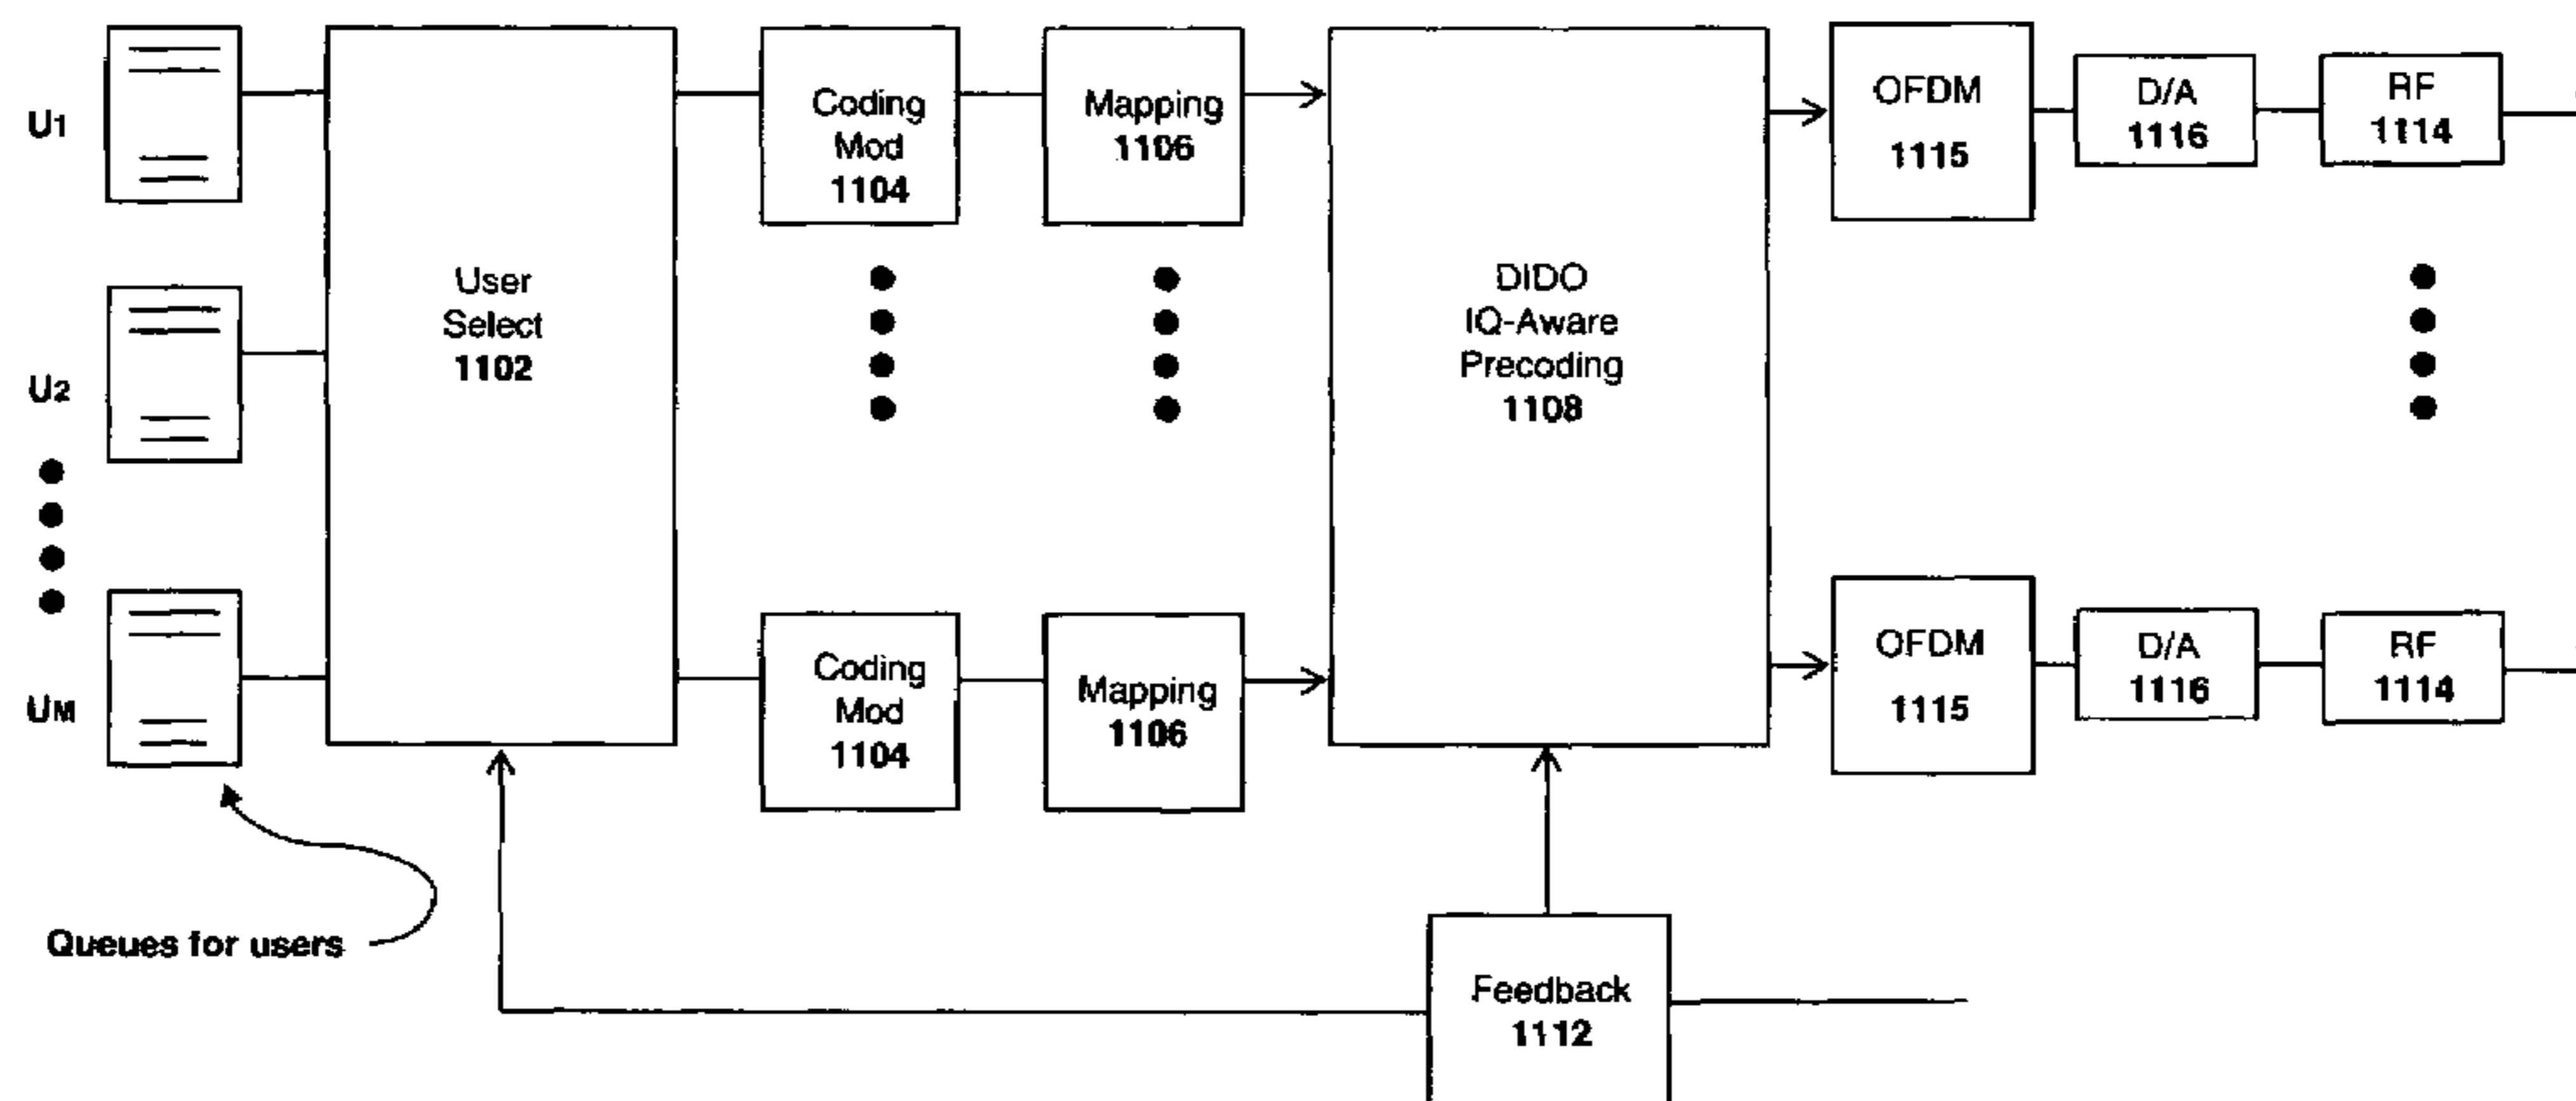 U1
U2
UM
Queues for users
User
Select
1102
Coding
Mod
1104
Mapping
1106
Coding
Mod
1104
Mapping
1106
DIDO
IQ-Aware
Precoding
1108
OFDM
1115
D/A
1116
RF
1114
OFDM
1115
D/A
1116
RF
1114
Feedback
1112